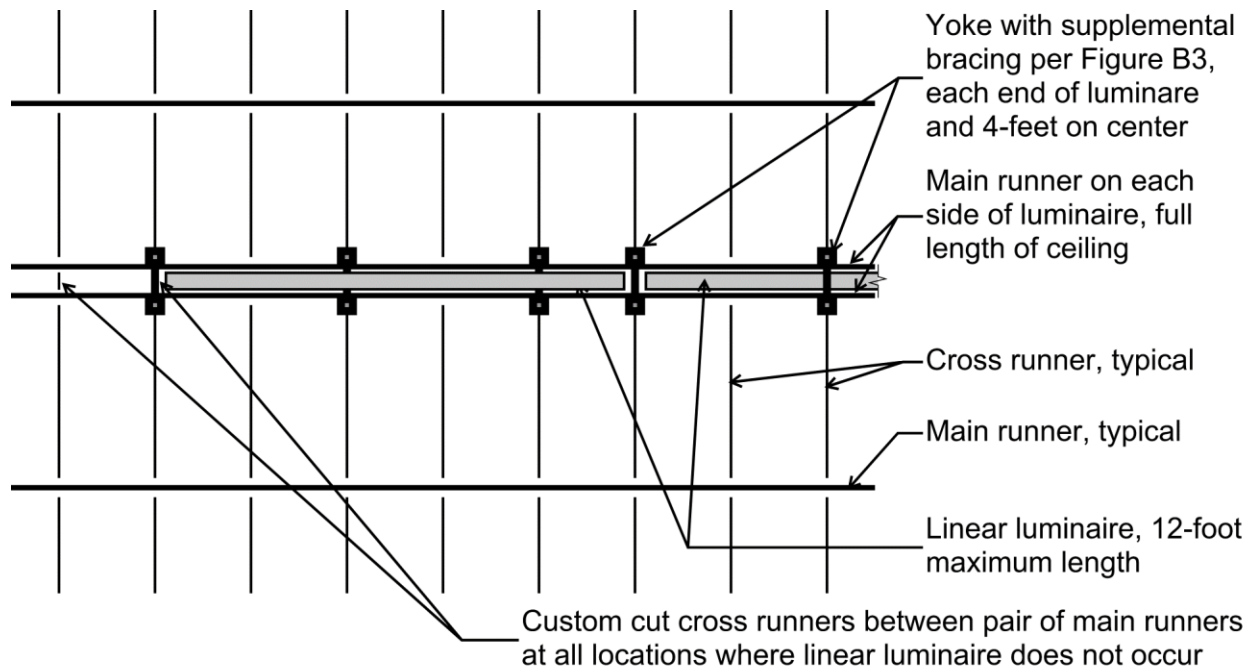 Yoke with supplemental
bracing per Figure B3,
each end of luminare
and 4-feet on center
Main runner on each
side of luminaire, full
length of ceiling
Cross runner, typical
Main runner, typical
Linear luminaire, 12-foot
maximum length
Custom cut cross runners between pair of main runners
at all locations where linear luminaire does not occur